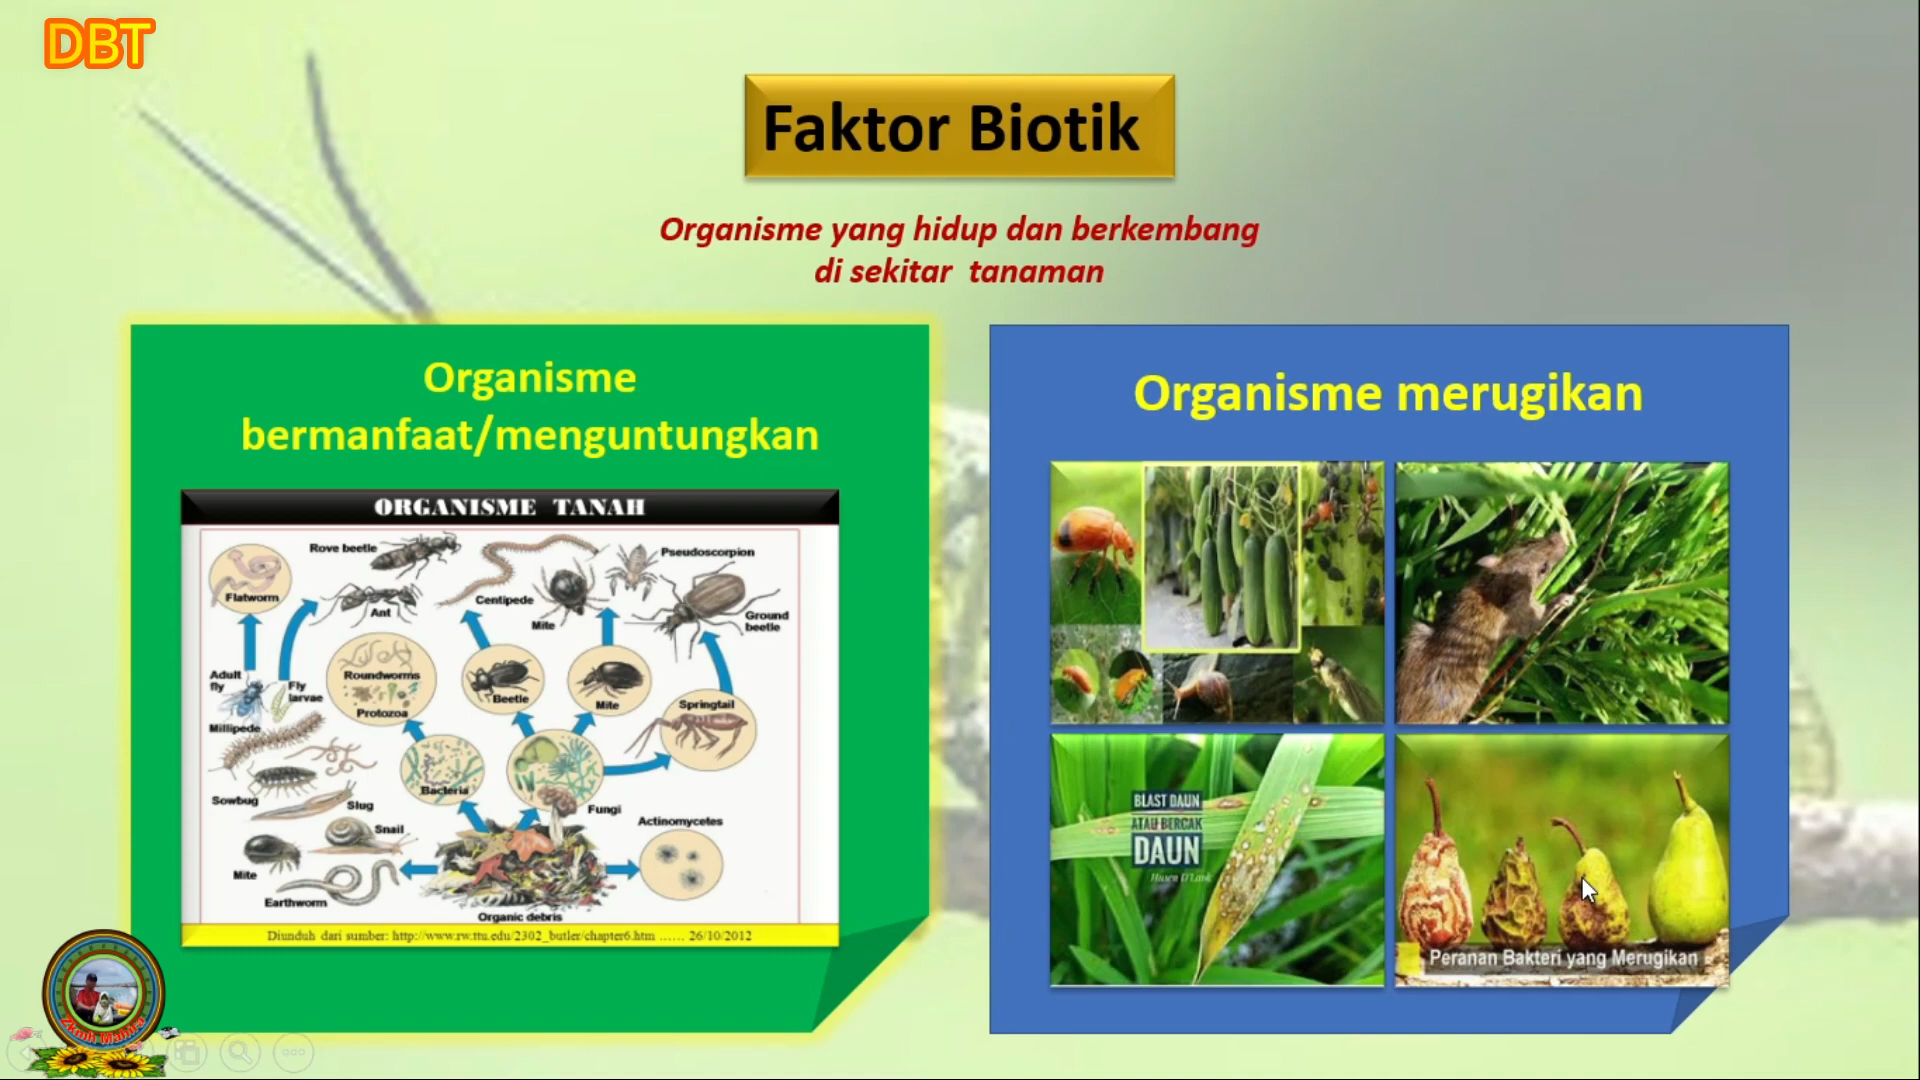 DBT
Faktor Biotik
Organisme yang hidup dan berkembang
di sekitar tanaman
Organisme
bermanfaat/menguntungkan
ORGANISME TANAH
Rove beetle
Pseudoscorpion
Flatworm
Ant
Centipede
Mite
Ground
beetle
Adult
fly
Fly
larvae
Roundworms
Protozoa
Beetle
Mite
Springtail
Millipede
Bacteria
Sowbug
Slug
Fungi
Actinomycetes
Snail
Mite
Earthworm
Organic debris
Diunduh dari sumber: http://www.rw.ttu.edu/2302_butler/chapter6.htm ...... 26/10/2012
Organisme merugikan
BLAST DAUN
ATAU BERCAK
DAUN
Peranan Bakteri yang Merugikan